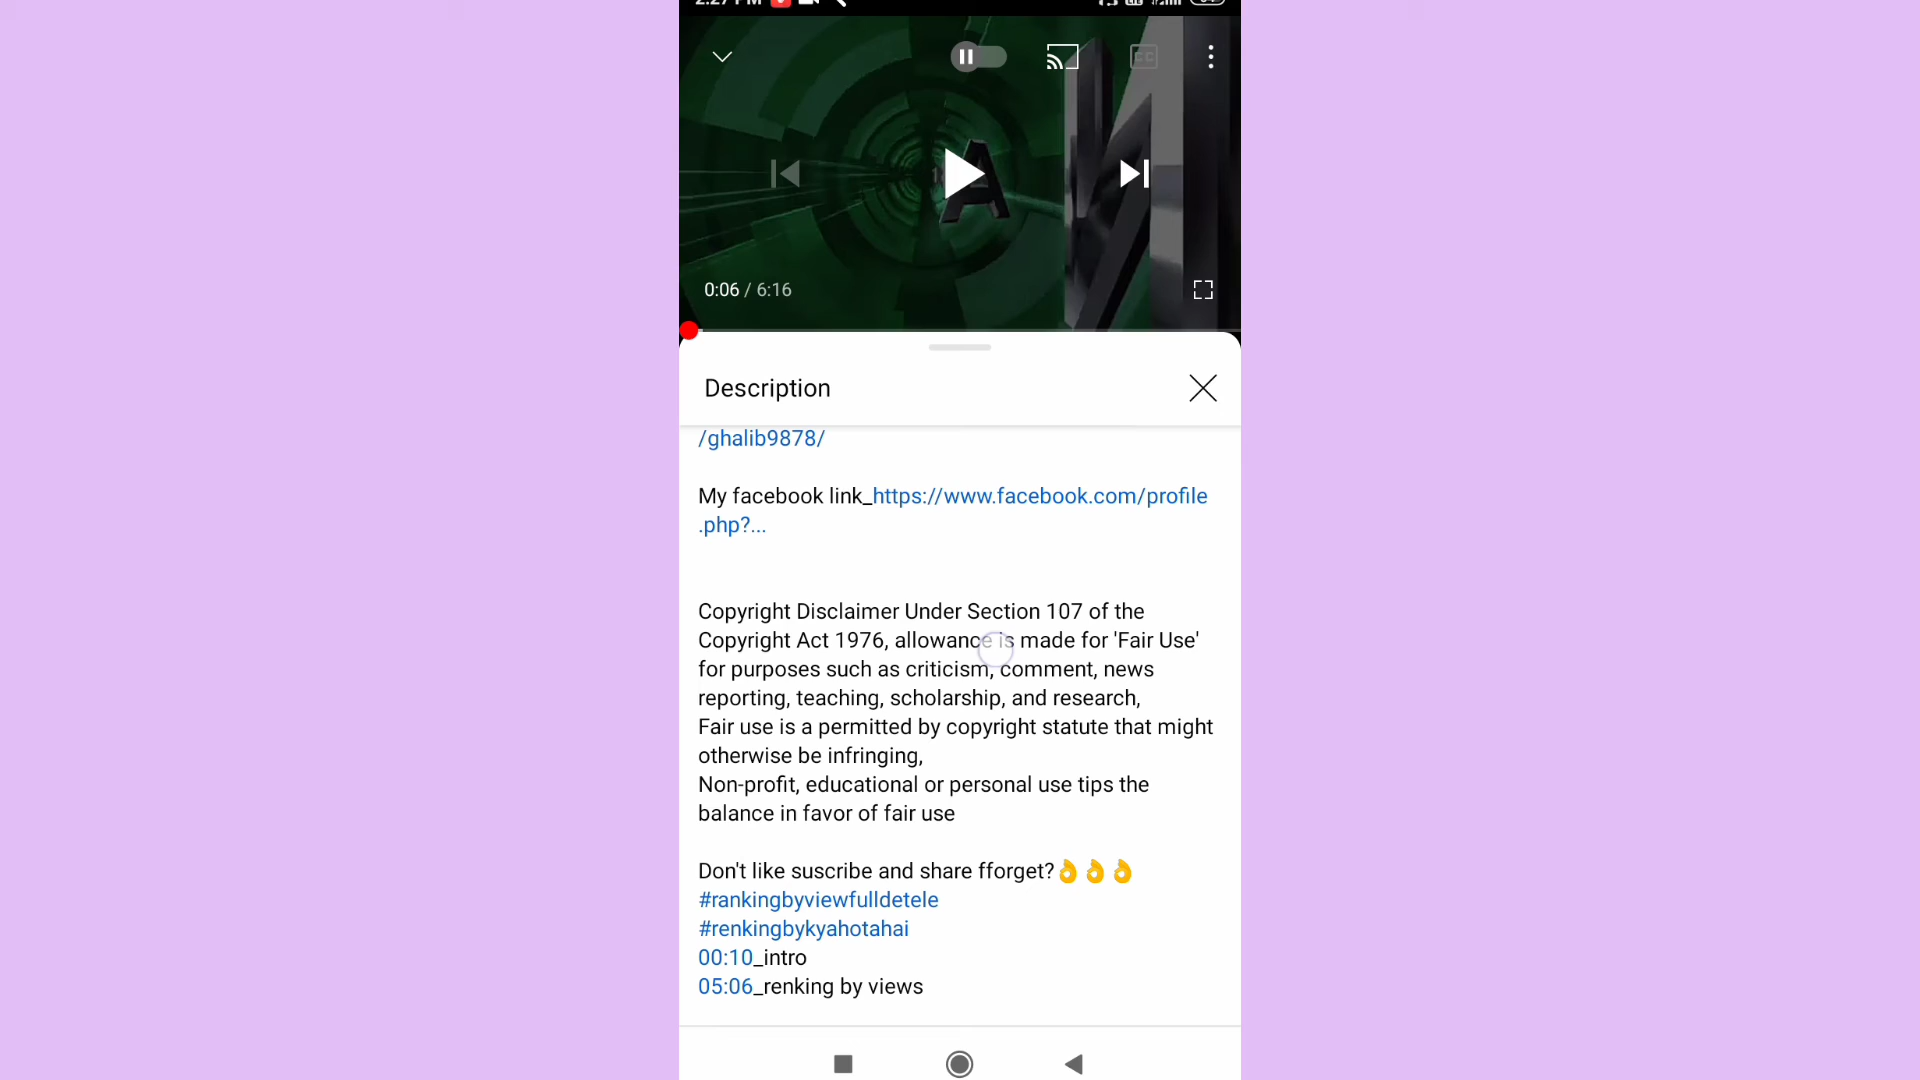 2:27 PM
CC
A
0:06 / 6:16
Description
/ghalib9878/
My facebook link_https://www.facebook.com/profile
.php?...
Copyright Disclaimer Under Section 107 of the
Copyright Act 1976, allowance is made for 'Fair Use'
for purposes such as criticism, comment, news
reporting, teaching, scholarship, and research,
Fair use is a permitted by copyright statute that might
otherwise be infringing,
Non-profit, educational or personal use tips the
balance in favor of fair use
Don't like suscribe and share fforget?👌👌👌
#rankingbyviewfulldetele
#renkingbykyahotahai
00:10_intro
05:06_renking by views